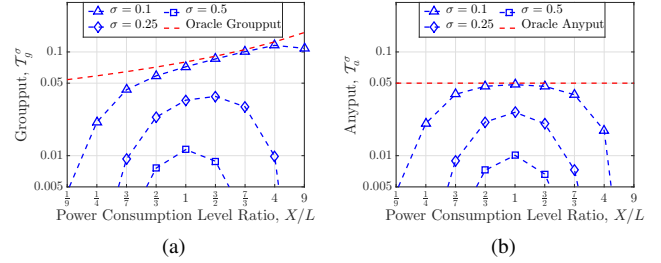 σ = 0.1
σ = 0.5
σ = 0.25
Oracle Groupput
Groupput, 𝒯_g^σ
0.1
0.05
0.01
0.005
1/9
1/4
3/7
2/3
1
3/2
7/3
4
9
Power Consumption Level Ratio, X/L
(a)
σ = 0.1
σ = 0.5
σ = 0.25
Oracle Anyput
Anyput, 𝒯_a^σ
0.1
0.05
0.01
0.005
1/9
1/4
3/7
2/3
1
3/2
7/3
4
9
Power Consumption Level Ratio, X/L
(b)